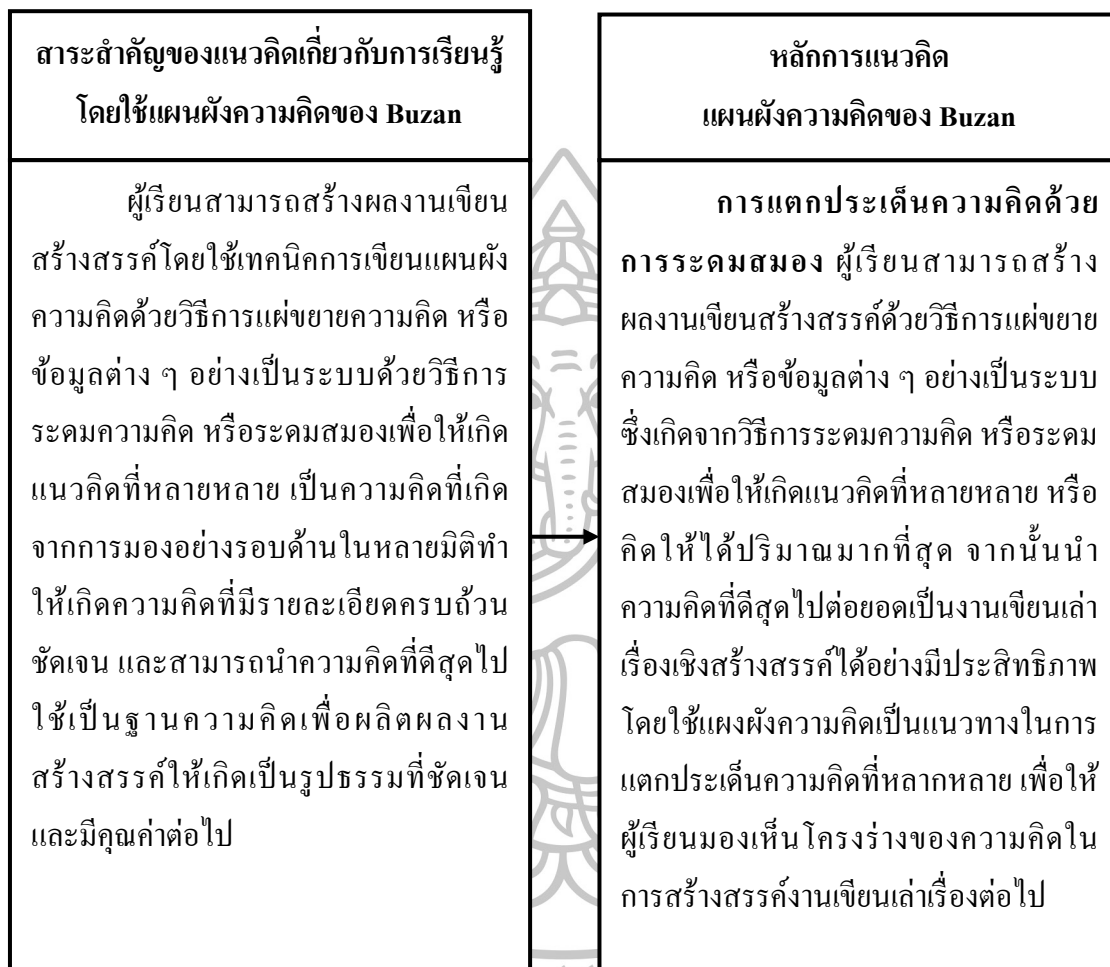 สาระสำคัญของแนวคิดเกี่ยวกับการเรียนรู้
โดยใช้แผนผังความคิดของ Buzan
ผู้เรียนสามารถสร้างผลงานเขียน
สร้างสรรค์โดยใช้เทคนิคการเขียนแผนผัง
ความคิดด้วยวิธีการแผ่ขยายความคิด หรือ
ข้อมูลต่าง ๆ อย่างเป็นระบบด้วยวิธีการ
ระดมความคิด หรือระดมสมองเพื่อให้เกิด
แนวคิดที่หลายหลาย เป็นความคิดที่เกิด
จากการมองอย่างรอบด้านในหลายมิติทำ
ให้เกิดความคิดที่มีรายละเอียดครบถ้วน
ชัดเจน และสามารถนำความคิดที่ดีสุดไป
ใช้เป็นฐานความคิดเพื่อผลิตผลงาน
สร้างสรรค์ให้เกิดเป็นรูปธรรมที่ชัดเจน
และมีคุณค่าต่อไป
หลักการแนวคิด
แผนผังความคิดของ Buzan
การแตกประเด็นความคิดด้วย
การระดมสมอง ผู้เรียนสามารถสร้าง
ผลงานเขียนสร้างสรรค์ด้วยวิธีการแผ่ขยาย
ความคิด หรือข้อมูลต่าง ๆ อย่างเป็นระบบ
ซึ่งเกิดจากวิธีการระดมความคิด หรือระดม
สมองเพื่อให้เกิดแนวคิดที่หลายหลาย หรือ
คิดให้ได้ปริมาณมากที่สุด จากนั้นนำ
ความคิดที่ดีสุดไปต่อยอดเป็นงานเขียนเล่า
เรื่องเชิงสร้างสรรค์ได้อย่างมีประสิทธิภาพ
โดยใช้แผงผังความคิดเป็นแนวทางในการ
แตกประเด็นความคิดที่หลากหลาย เพื่อให้
ผู้เรียนมองเห็นโครงร่างของความคิดใน
การสร้างสรรค์งานเขียนเล่าเรื่องต่อไป